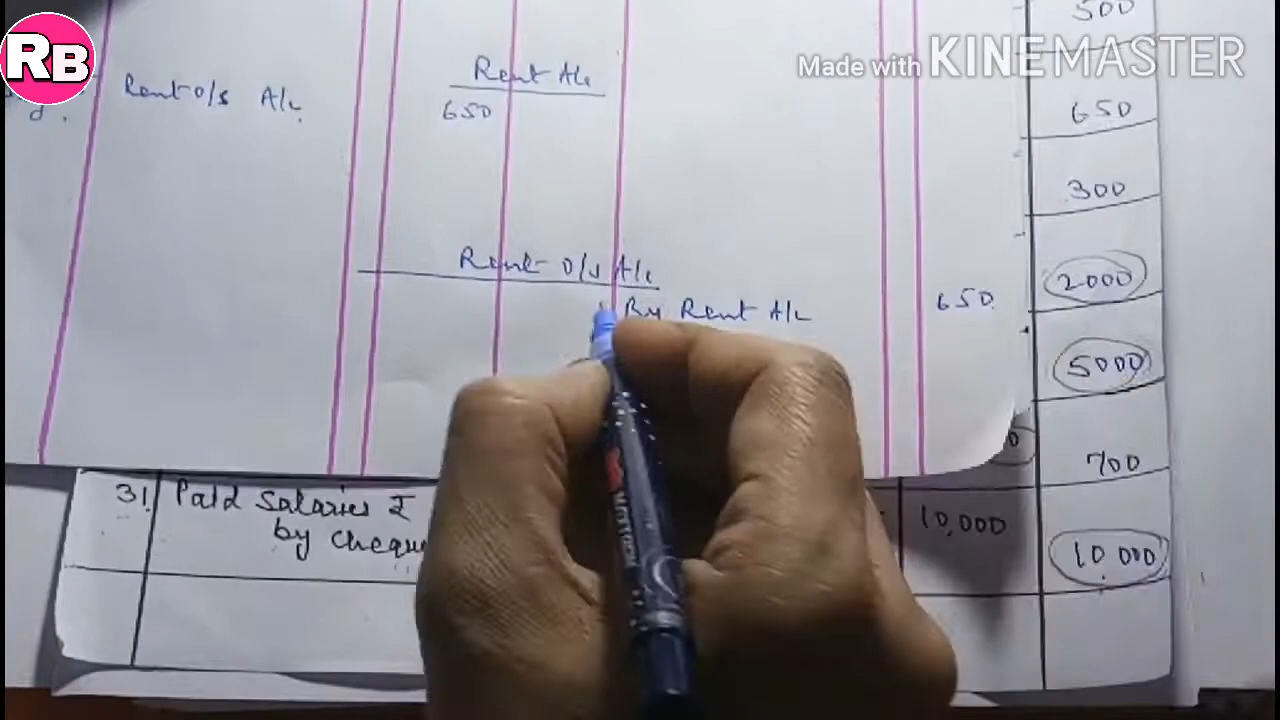 RB
Made with KINEMASTER
500
Rent A/c
Rent O/s A/c.
650
650
300
Rent O/s A/c
2000
By Rent A/c
650.
5000
700
31. Paid Salaries ₹
by cheque
10,000
10,000